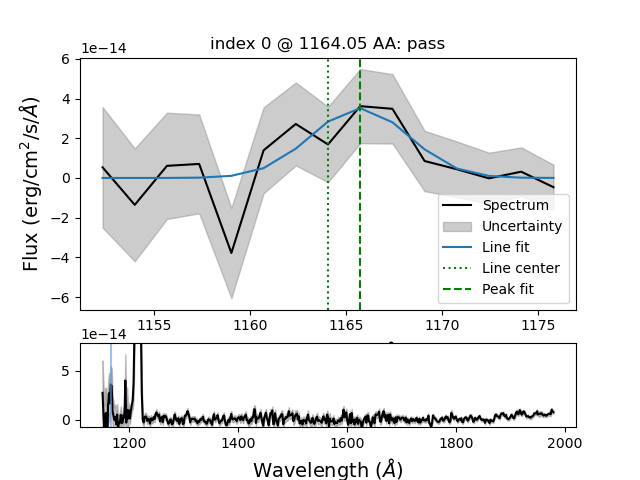 index 0 @ 1164.05 AA: pass
1e−14
6
4
2
0
−2
−4
−6
Flux (erg/cm²/s/Å)
Spectrum
Uncertainty
Line fit
Line center
Peak fit
1155 1160 1165 1170 1175
1e−14
5
0
1200 1400 1600 1800 2000
Wavelength (Å)